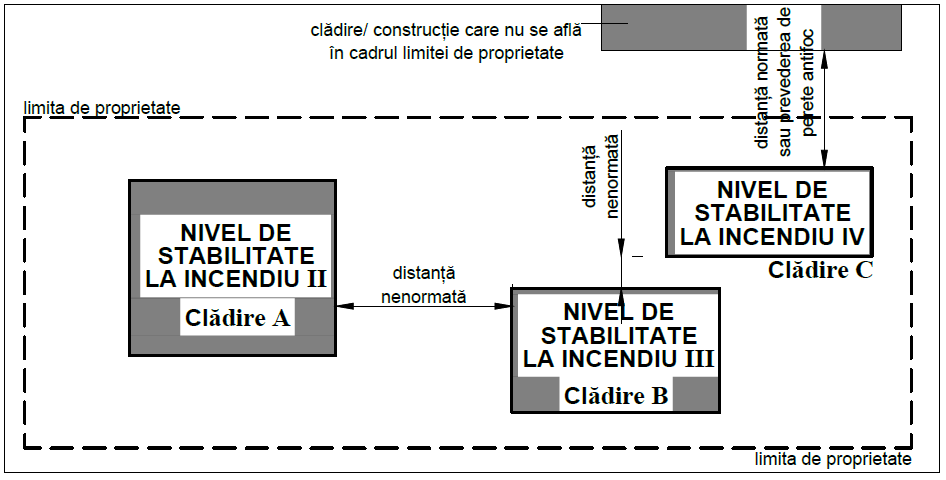 clădire/ construcție care nu se află
în cadrul limitei de proprietate
distanță normată
sau prevederea de
perete antifoc
limita de proprietate
distanță
nenormată
NIVEL DE
STABILITATE
LA INCENDIU IV
Clădire C
NIVEL DE
STABILITATE
LA INCENDIU II
Clădire A
distanță
nenormată
NIVEL DE
STABILITATE
LA INCENDIU III
Clădire B
limita de proprietate